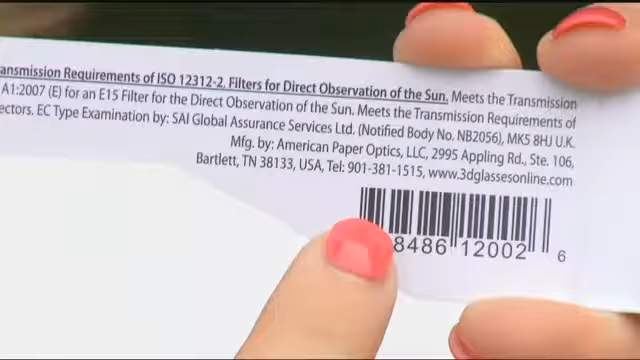 ansmission Requirements of ISO 12312-2, Filters for Direct Observation of the Sun. Meets the Transmission
A1:2007 (E) for an E15 Filter for the Direct Observation of the Sun. Meets the Transmission Requirements of
ectors. EC Type Examination by: SAI Global Assurance Services Ltd. (Notified Body No. NB2056), MK5 8HJ U.K.
Mfg. by: American Paper Optics, LLC, 2995 Appling Rd., Ste. 106,
Bartlett, TN 38133, USA, Tel: 901-381-1515, www.3dglassesonline.com
8486 12002 6